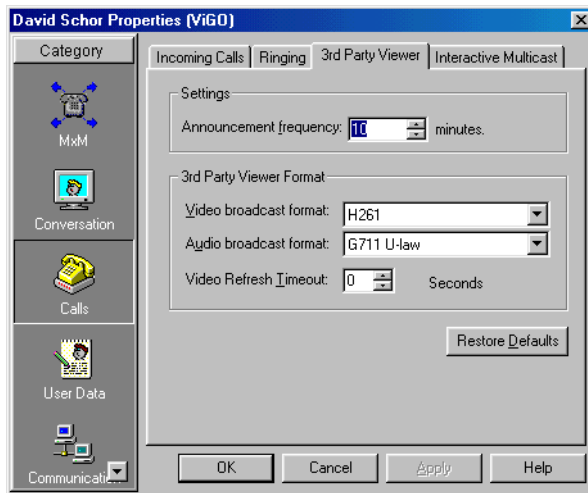 David Schor Properties (ViGO)
Category
MxM
Conversation
Calls
User Data
Communication
Incoming Calls
Ringing
3rd Party Viewer
Interactive Multicast
Settings
Announcement frequency: 10 minutes.
3rd Party Viewer Format
Video broadcast format: H261
Audio broadcast format: G711 U-law
Video Refresh Timeout: 0 Seconds
Restore Defaults
OK
Cancel
Apply
Help